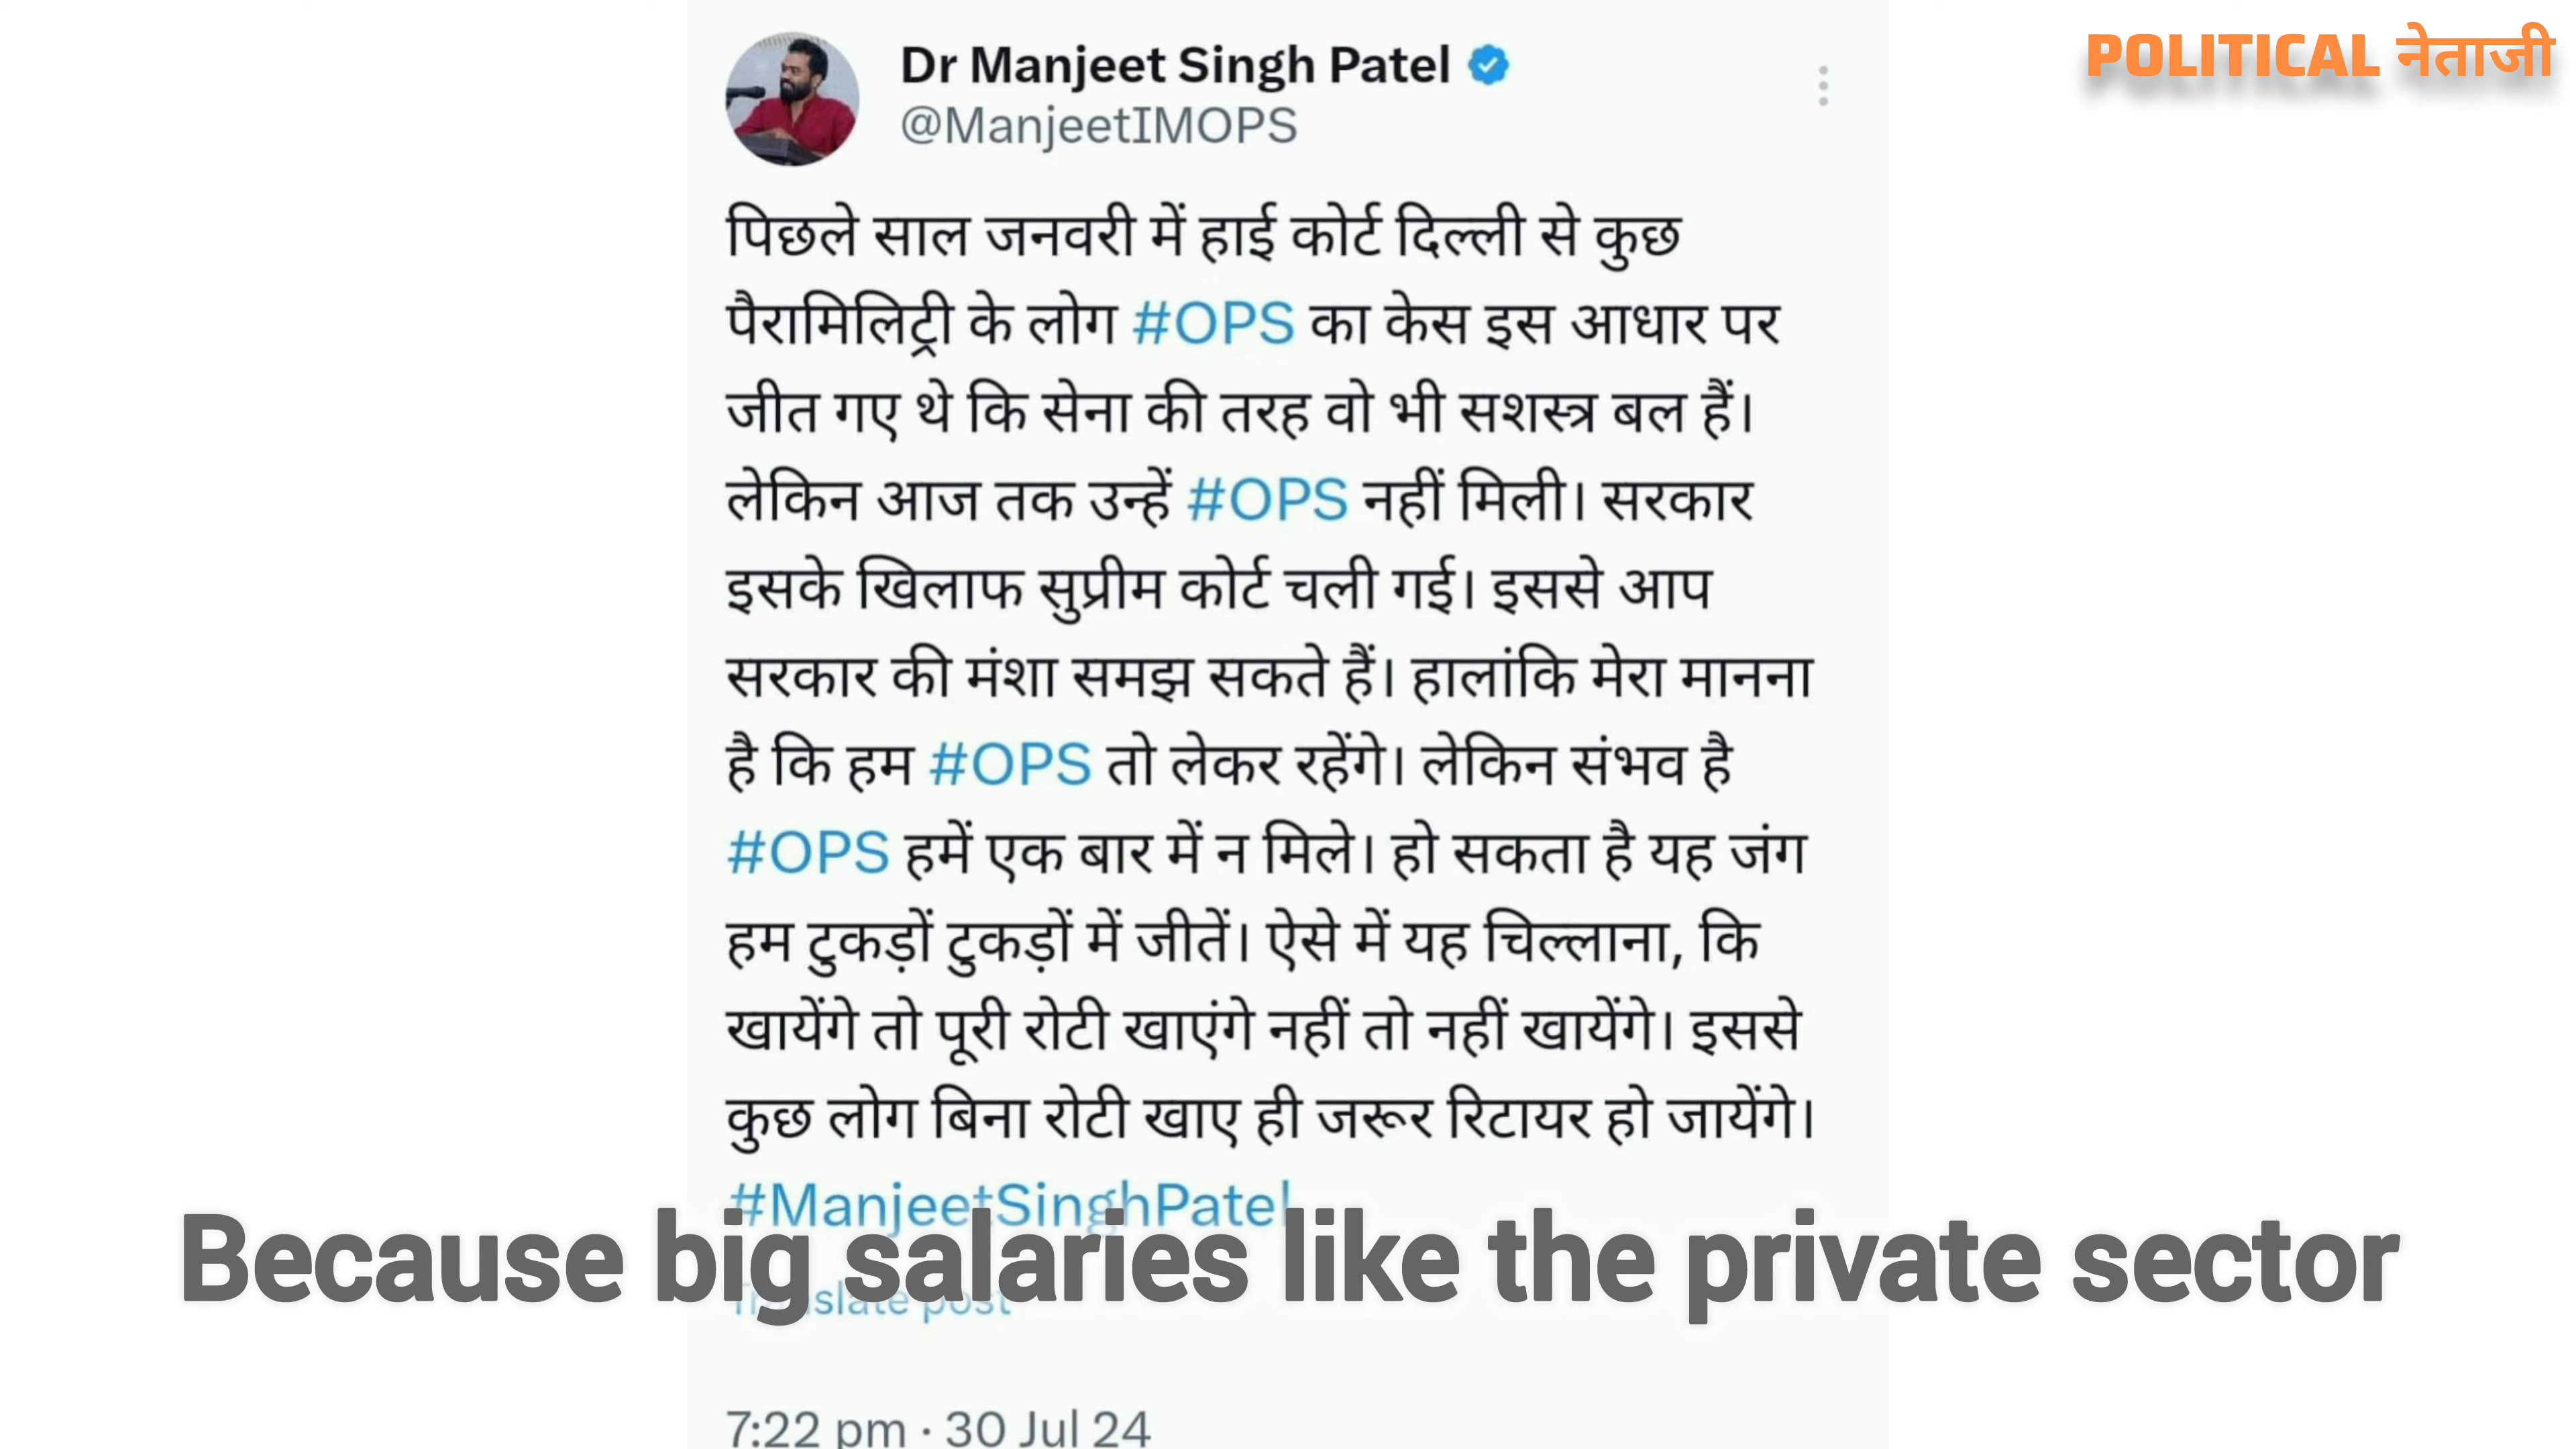 POLITICAL नेताजी
Dr Manjeet Singh Patel
@ManjeetIMOPS
पिछले साल जनवरी में हाई कोर्ट दिल्ली से कुछ
पैरामिलिट्री के लोग #OPS का केस इस आधार पर
जीत गए थे कि सेना की तरह वो भी सशस्त्र बल हैं।
लेकिन आज तक उन्हें #OPS नहीं मिली। सरकार
इसके खिलाफ सुप्रीम कोर्ट चली गई। इससे आप
सरकार की मंशा समझ सकते हैं। हालांकि मेरा मानना
है कि हम #OPS तो लेकर रहेंगे। लेकिन संभव है
#OPS हमें एक बार में न मिले। हो सकता है यह जंग
हम टुकड़ों टुकड़ों में जीतें। ऐसे में यह चिल्लाना, कि
खायेंगे तो पूरी रोटी खाएंगे नहीं तो नहीं खायेंगे। इससे
कुछ लोग बिना रोटी खाए ही जरूर रिटायर हो जायेंगे।
#ManjeetSinghPatel
Because big salaries like the private sector
Translate post
7:22 pm · 30 Jul 24